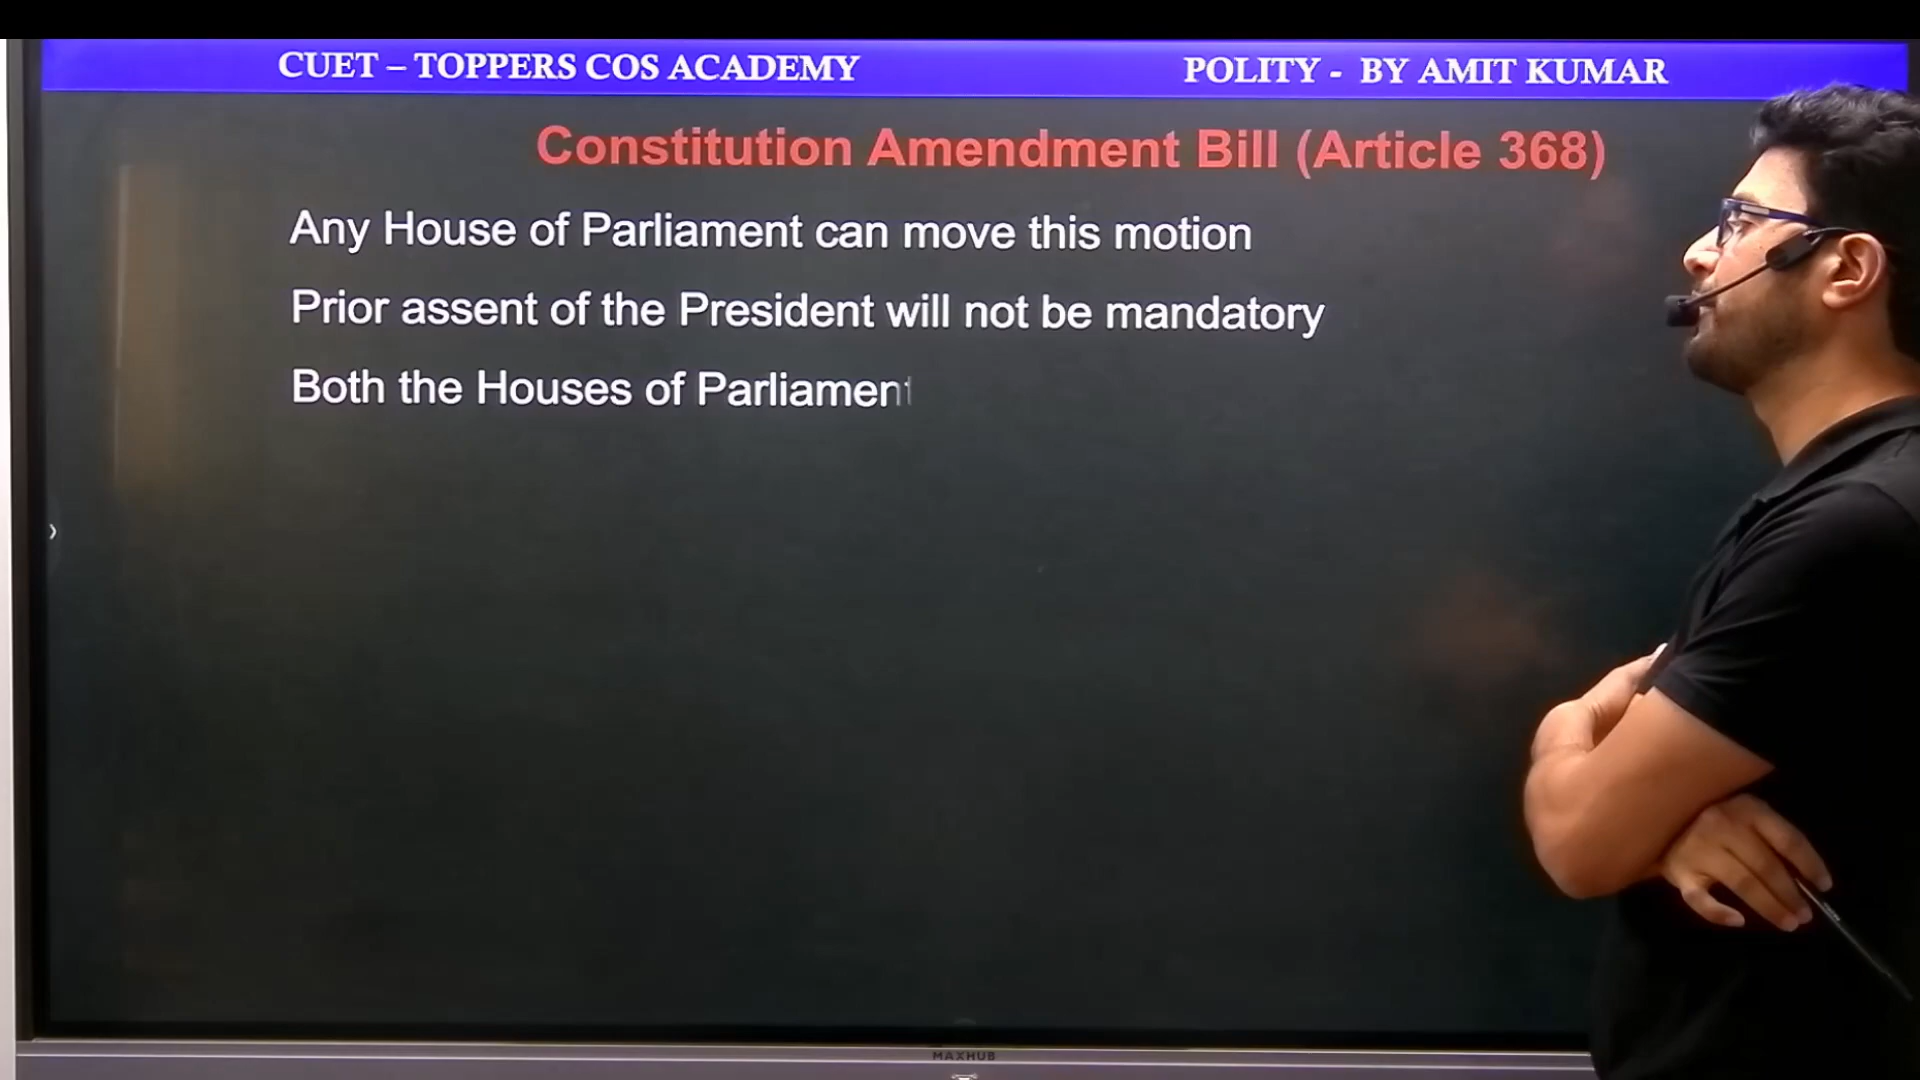 CUET – TOPPERS COS ACADEMY
POLITY - BY AMIT KUMAR
Constitution Amendment Bill (Article 368)
Any House of Parliament can move this motion
Prior assent of the President will not be mandatory
Both the Houses of Parliament
MAXHUB